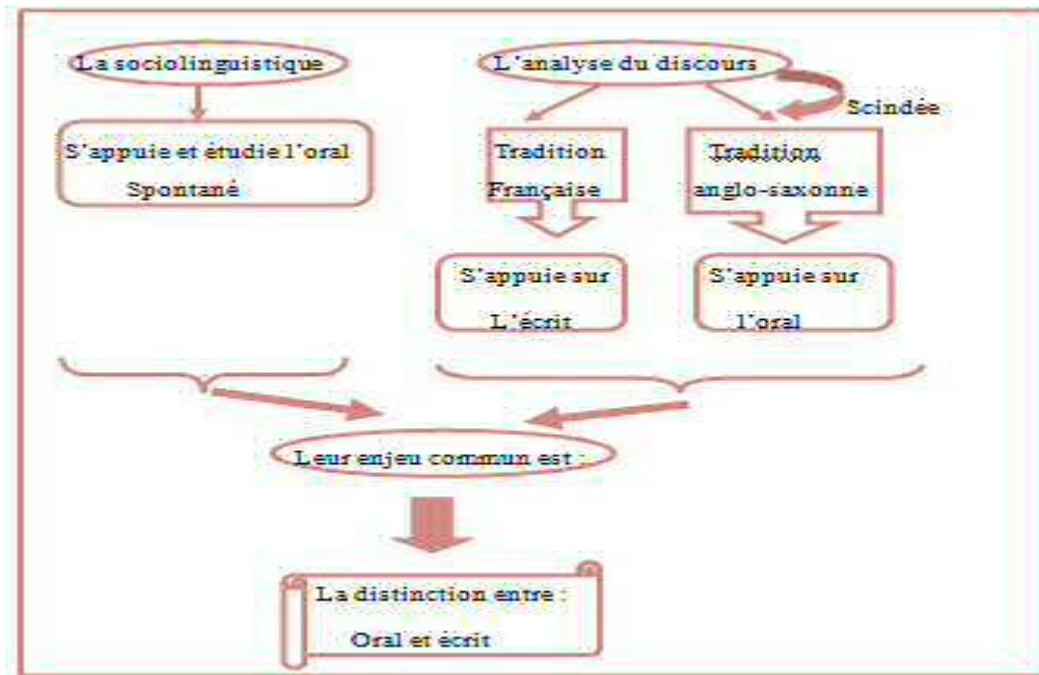 La sociolinguistique
L'analyse du discours
Scindée
S'appuie et étudie l'oral
Spontané
Tradition
Française
Tradition
anglo-saxonne
S'appuie sur
L'écrit
S'appuie sur
l'oral
Leur enjeu commun est :
La distinction entre :
Oral et écrit